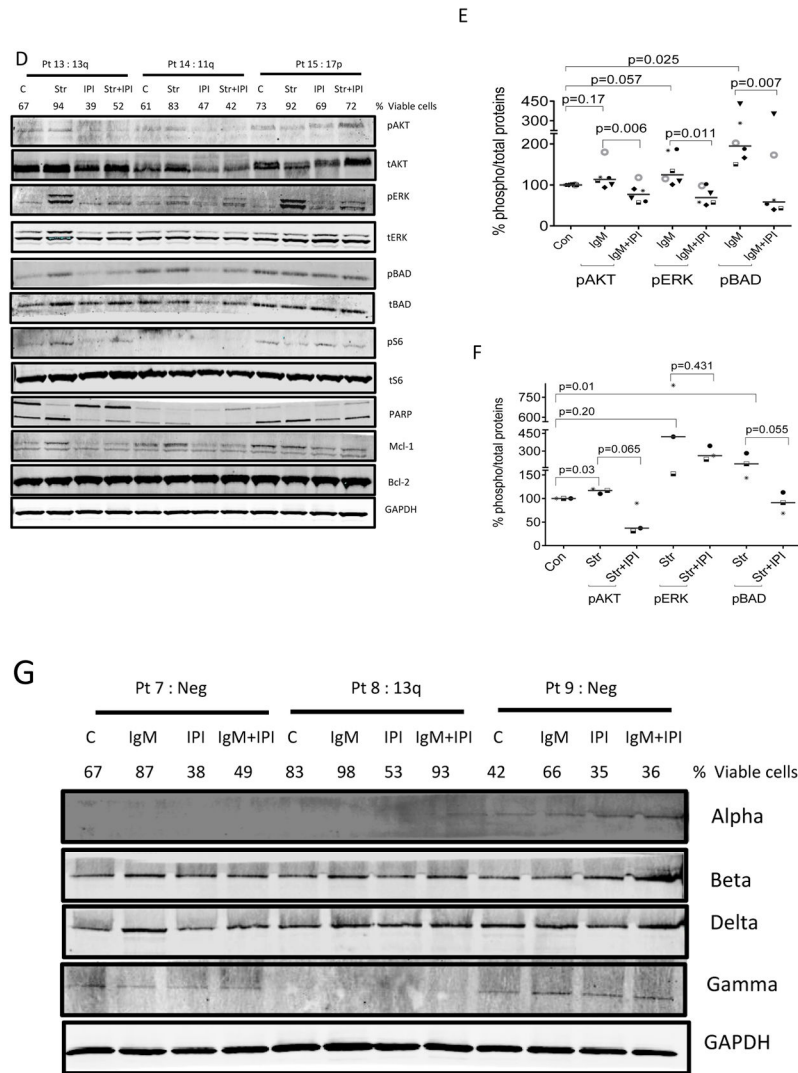 D
Pt 13 : 13q Pt 14 : 11q Pt 15 : 17p
C Str IPI Str+IPI C Str IPI Str+IPI C Str IPI Str+IPI
67 94 39 52 61 83 47 42 73 92 69 72 % Viable cells
pAKT
tAKT
pERK
tERK
pBAD
tBAD
pS6
tS6
PARP
Mcl-1
Bcl-2
GAPDH
E
p=0.025
p=0.057
p=0.007
p=0.17
p=0.006
p=0.011
% phospho/total proteins
450
300
200
100
0
Con IgM IgM+IPI IgM IgM+IPI IgM IgM+IPI
pAKT pERK pBAD
F
p=0.431
p=0.01
p=0.20
p=0.055
p=0.065
p=0.03
% phospho/total proteins
750
450
300
150
100
50
0
Con Str Str+IPI Str Str+IPI Str Str+IPI
pAKT pERK pBAD
G
Pt 7 : Neg Pt 8 : 13q Pt 9 : Neg
C IgM IPI IgM+IPI C IgM IPI IgM+IPI C IgM IPI IgM+IPI
67 87 38 49 83 98 53 93 42 66 35 36 % Viable cells
Alpha
Beta
Delta
Gamma
GAPDH